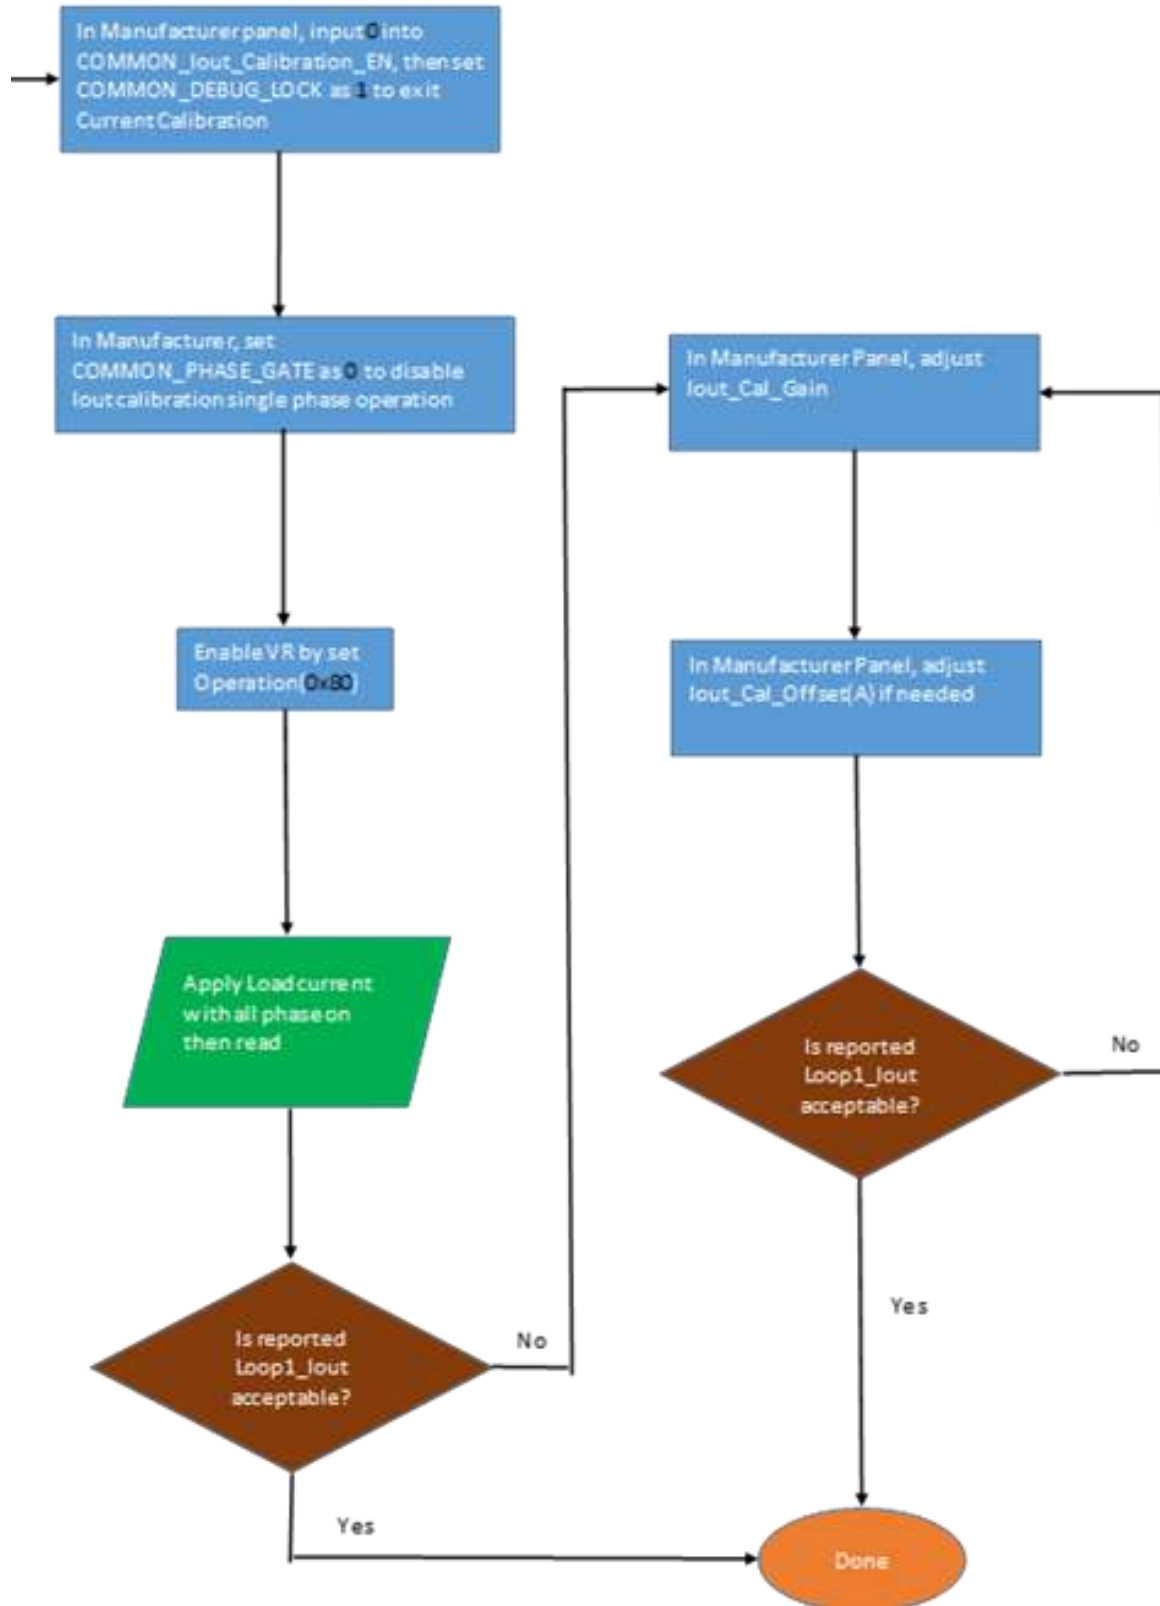 In Manufacturer panel, input 0 into
COMMON_Iout_Calibration_EN, then set
COMMON_DEBUG_LOCK as 1 to exit
Current Calibration
In Manufacturer, set
COMMON_PHASE_GATE as 0 to disable
Iout calibration single phase operation
Enable VR by set
Operation(0x80)
Apply Load current
with all phase on
then read
Is reported
Loop1_Iout
acceptable?
No
Yes
In Manufacturer Panel, adjust
Iout_Cal_Gain
In Manufacturer Panel, adjust
Iout_Cal_Offset(A) if needed
Is reported
Loop1_Iout
acceptable?
No
Yes
Done